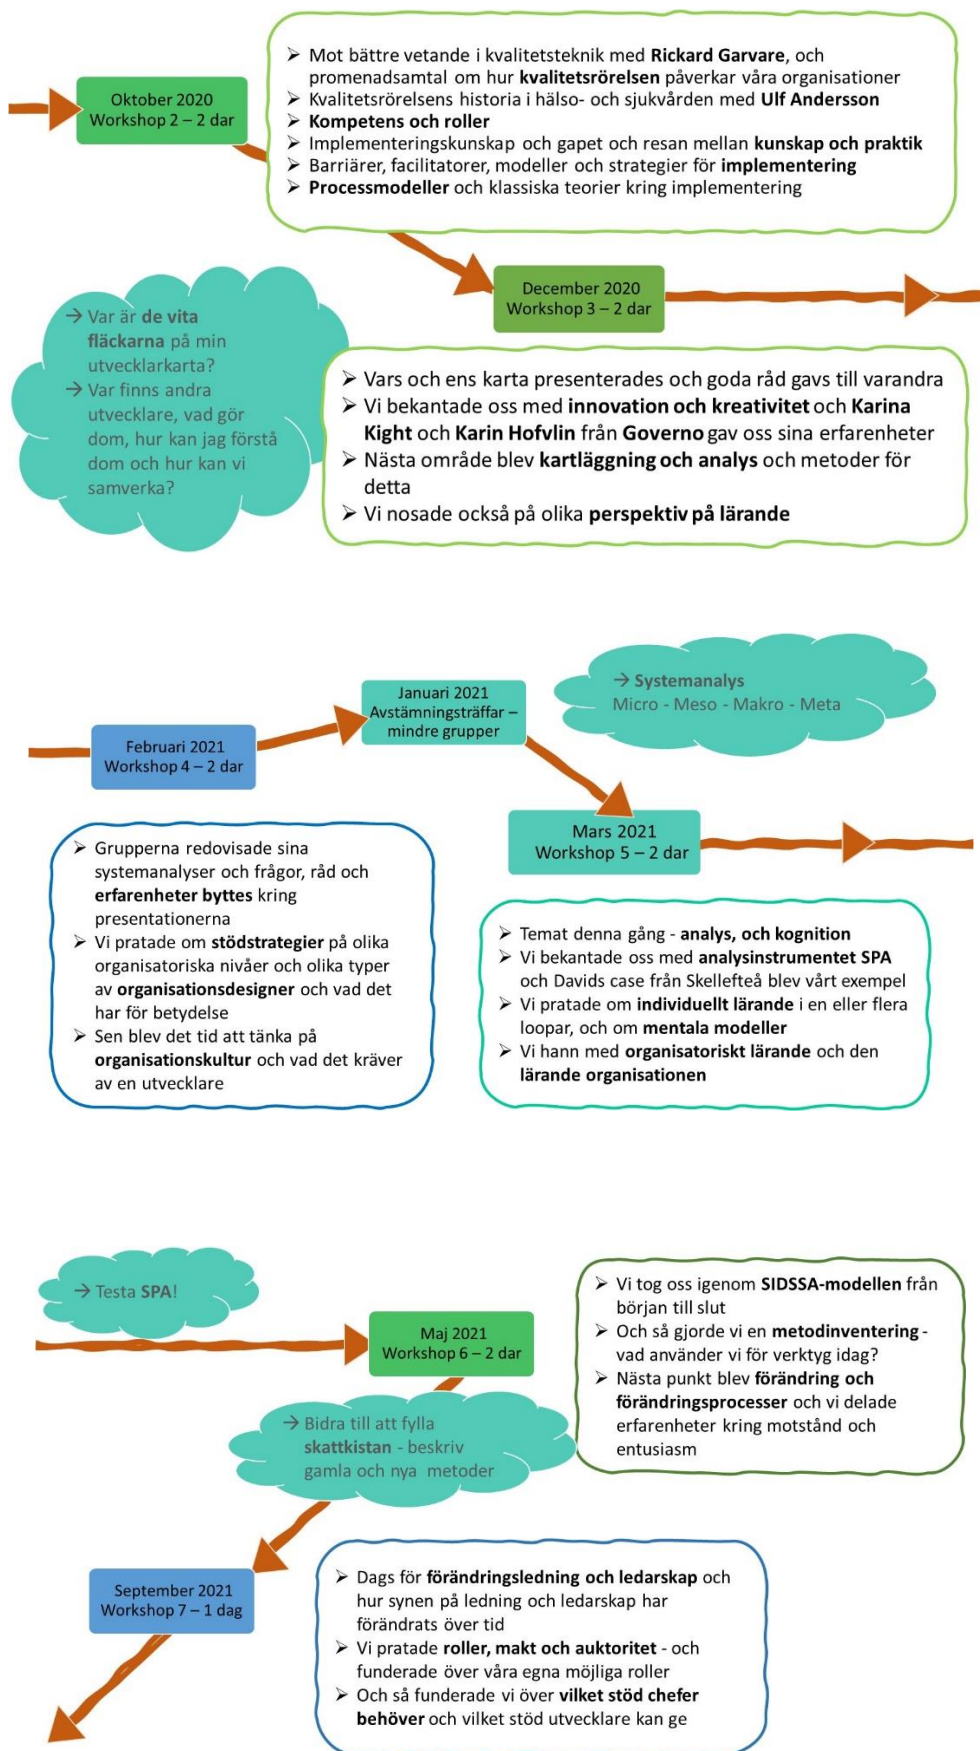 ➢ Mot bättre vetande i kvalitetsteknik med Rickard Garvare, och
promenadsamtal om hur kvalitetsrörelsen påverkar våra organisationer
➢ Kvalitetsrörelsens historia i hälso- och sjukvården med Ulf Andersson
➢ Kompetens och roller
➢ Implementeringskunskap och gapet och resan mellan kunskap och praktik
➢ Barriärer, facilitatorer, modeller och strategier för implementering
➢ Processmodeller och klassiska teorier kring implementering
Oktober 2020
Workshop 2 – 2 dar
December 2020
Workshop 3 – 2 dar
→ Var är de vita
fläckarna på min
utvecklarkarta?
→ Var finns andra
utvecklare, vad gör
dom, hur kan jag förstå
dom och hur kan vi
samverka?
➢ Vars och ens karta presenterades och goda råd gavs till varandra
➢ Vi bekantade oss med innovation och kreativitet och Karina
Kight och Karin Hofvlin från Governo gav oss sina erfarenheter
➢ Nästa område blev kartläggning och analys och metoder för
detta
➢ Vi nosade också på olika perspektiv på lärande
Januari 2021
Avstämningsträffar –
mindre grupper
→ Systemanalys
Micro - Meso - Makro - Meta
Februari 2021
Workshop 4 – 2 dar
Mars 2021
Workshop 5 – 2 dar
➢ Grupperna redovisade sina
systemanalyser och frågor, råd och
erfarenheter byttes kring
presentationerna
➢ Vi pratade om stödstrategier på olika
organisatoriska nivåer och olika typer
av organisationsdesigner och vad det
har för betydelse
➢ Sen blev det tid att tänka på
organisationskultur och vad det kräver
av en utvecklare
➢ Temat denna gång - analys, och kognition
➢ Vi bekantade oss med analysinstrumentet SPA
och Davids case från Skellefteå blev vårt exempel
➢ Vi pratade om individuellt lärande i en eller flera
loopar, och om mentala modeller
➢ Vi hann med organisatoriskt lärande och den
lärande organisationen
→ Testa SPA!
Maj 2021
Workshop 6 – 2 dar
➢ Vi tog oss igenom SIDSSA-modellen från
början till slut
➢ Och så gjorde vi en metodinventering -
vad använder vi för verktyg idag?
➢ Nästa punkt blev förändring och
förändringsprocesser och vi delade
erfarenheter kring motstånd och
entusiasm
→ Bidra till att fylla
skattkistan - beskriv
gamla och nya metoder
September 2021
Workshop 7 – 1 dag
➢ Dags för förändringsledning och ledarskap och
hur synen på ledning och ledarskap har
förändrats över tid
➢ Vi pratade roller, makt och auktoritet - och
funderade över våra egna möjliga roller
➢ Och så funderade vi över vilket stöd chefer
behöver och vilket stöd utvecklare kan ge